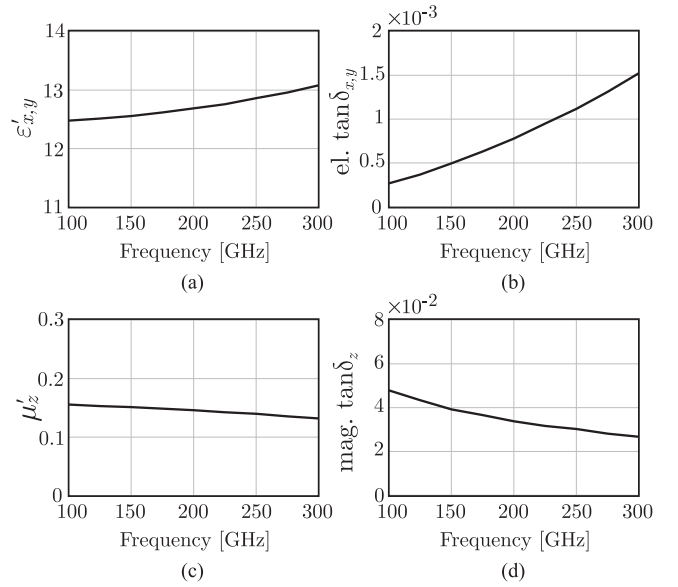 14
13
12
11
ε′x,y
100 150 200 250 300
Frequency [GHz]
(a)
×10-3
2
1.5
1
0.5
0
el. tanδx,y
100 150 200 250 300
Frequency [GHz]
(b)
0.3
0.2
0.1
0
μ′z
100 150 200 250 300
Frequency [GHz]
(c)
×10-2
8
6
4
2
0
mag. tanδz
100 150 200 250 300
Frequency [GHz]
(d)